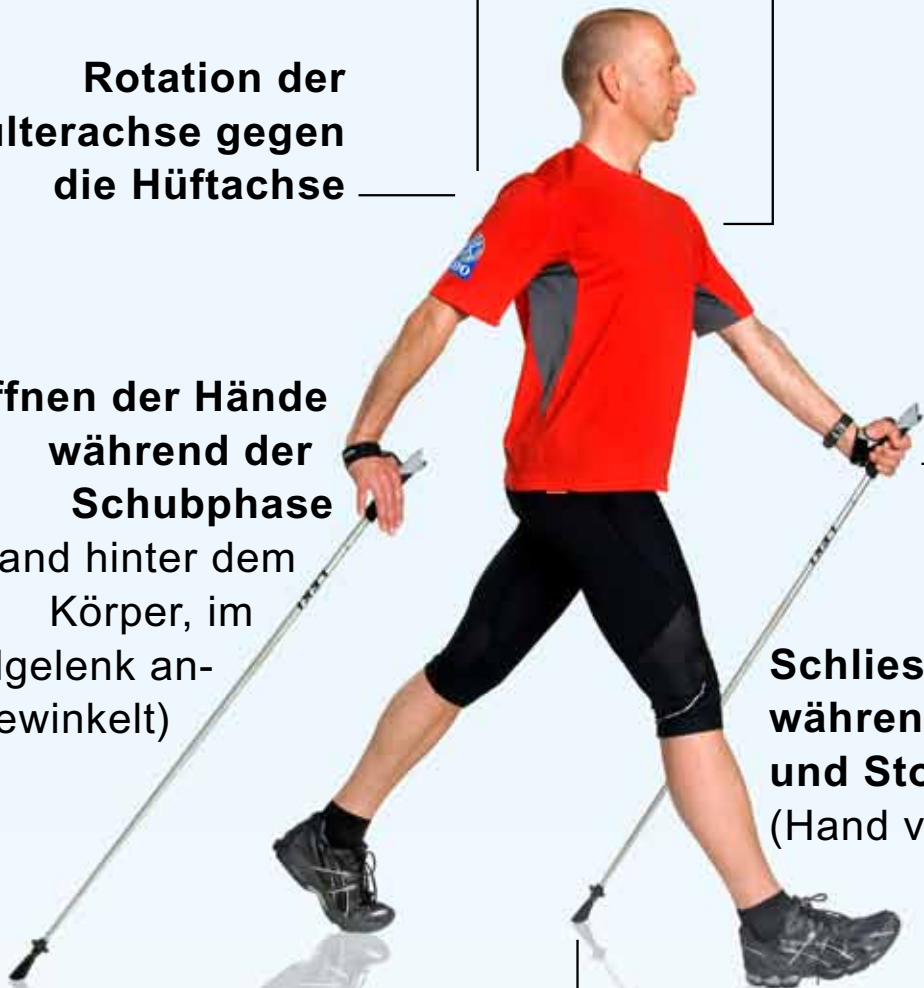 Rotation der
ulterachse gegen
die Hüftachse
ffnen der Hände
während der
Schubphase
and hinter dem
Körper, im
lgelenk an-
ewinkelt)
Schlies
währen
und Sto
(Hand v